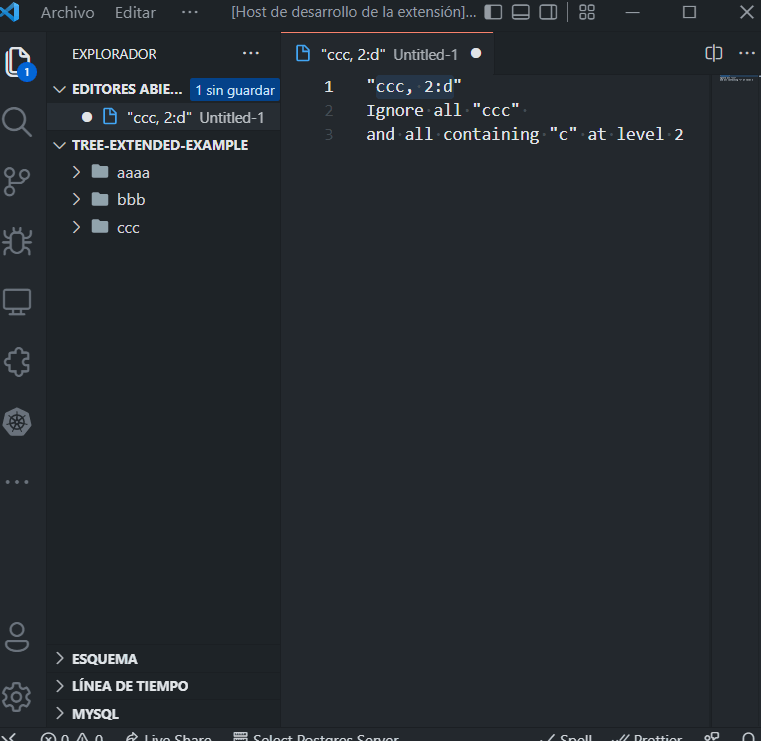 Archivo Editar ··· [Host de desarrollo de la extensión]...
EXPLORADOR ···
1
EDITORES ABIE... 1 sin guardar
"ccc, 2:d" Untitled-1
TREE-EXTENDED-EXAMPLE
aaaa
bbb
ccc
ESQUEMA
LÍNEA DE TIEMPO
MYSQL
"ccc, 2:d" Untitled-1 ● ···
1 "ccc, 2:d"
2 Ignore all "ccc"
3 and all containing "c" at level 2
0 0 Live Share Select Postgres Server Spell Prettier